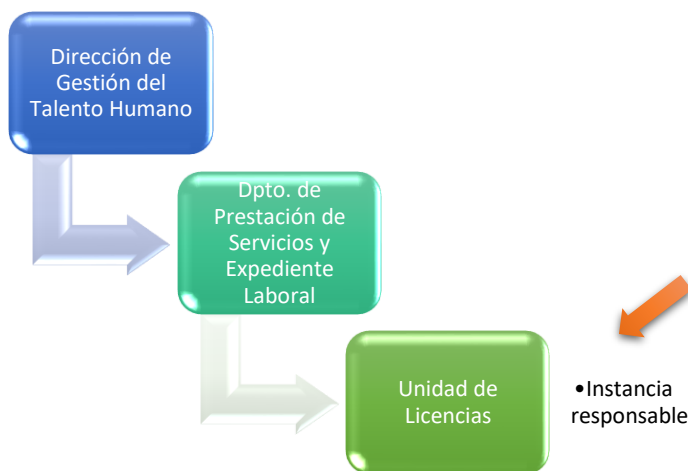 Dirección de
Gestión del
Talento Humano
Dpto. de
Prestación de
Servicios y
Expediente
Laboral
Unidad de
Licencias
•Instancia
responsable